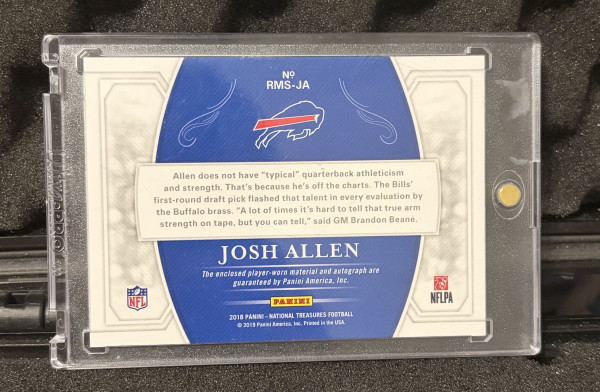 Nº
RMS-JA
Allen does not have "typical" quarterback athleticism
and strength. That's because he's off the charts. The Bills'
first-round draft pick flashed that talent in every evaluation by
the Buffalo brass. "A lot of times it's hard to tell that true arm
strength on tape, but you can tell," said GM Brandon Beane.
JOSH ALLEN
The enclosed player-worn material and autograph are
guaranteed by Panini America, Inc.
PANINI
NFL
NFLPA
2018 PANINI - NATIONAL TREASURES FOOTBALL
© 2019 Panini America, Inc. Printed in the USA.